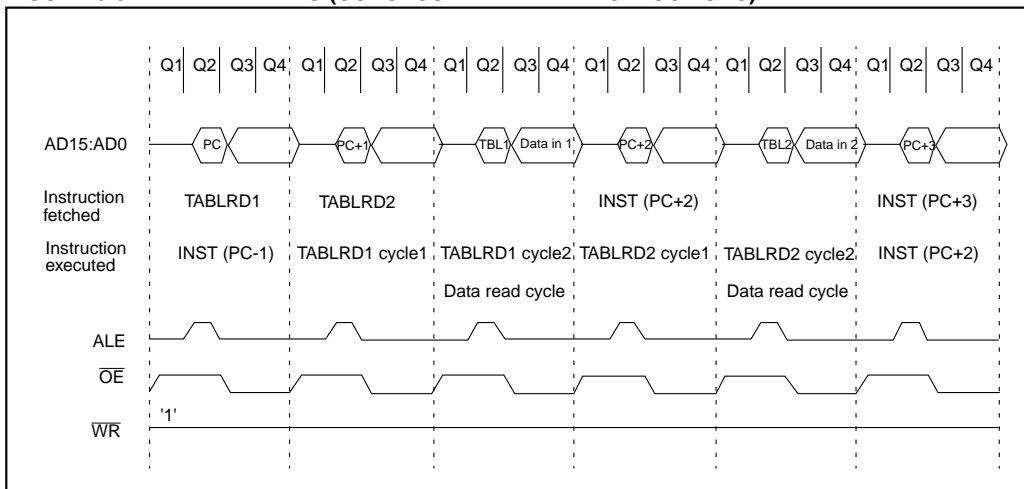 Q1 Q2 Q3 Q4 Q1 Q2 Q3 Q4 Q1 Q2 Q3 Q4 Q1 Q2 Q3 Q4 Q1 Q2 Q3 Q4 Q1 Q2 Q3 Q4
AD15:AD0 PC PC+1 TBL1 Data in 1 PC+2 TBL2 Data in 2 PC+3
Instruction
fetched
TABLRD1 TABLRD2 INST (PC+2) INST (PC+3)
Instruction
executed
INST (PC-1) TABLRD1 cycle1 TABLRD1 cycle2 TABLRD2 cycle1 TABLRD2 cycle2 INST (PC+2)
Data read cycle Data read cycle
ALE
OE
'1'
WR